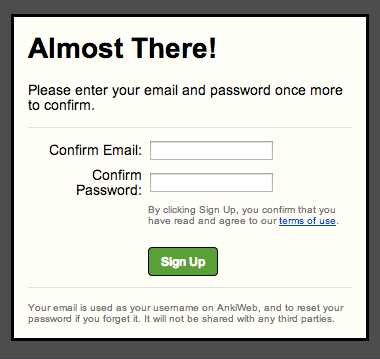 Almost There!
Please enter your email and password once more
to confirm.
Confirm Email:
Confirm
Password:
By clicking Sign Up, you confirm that you
have read and agree to our terms of use.
Sign Up
Your email is used as your username on AnkiWeb, and to reset your
password if you forget it. It will not be shared with any third parties.